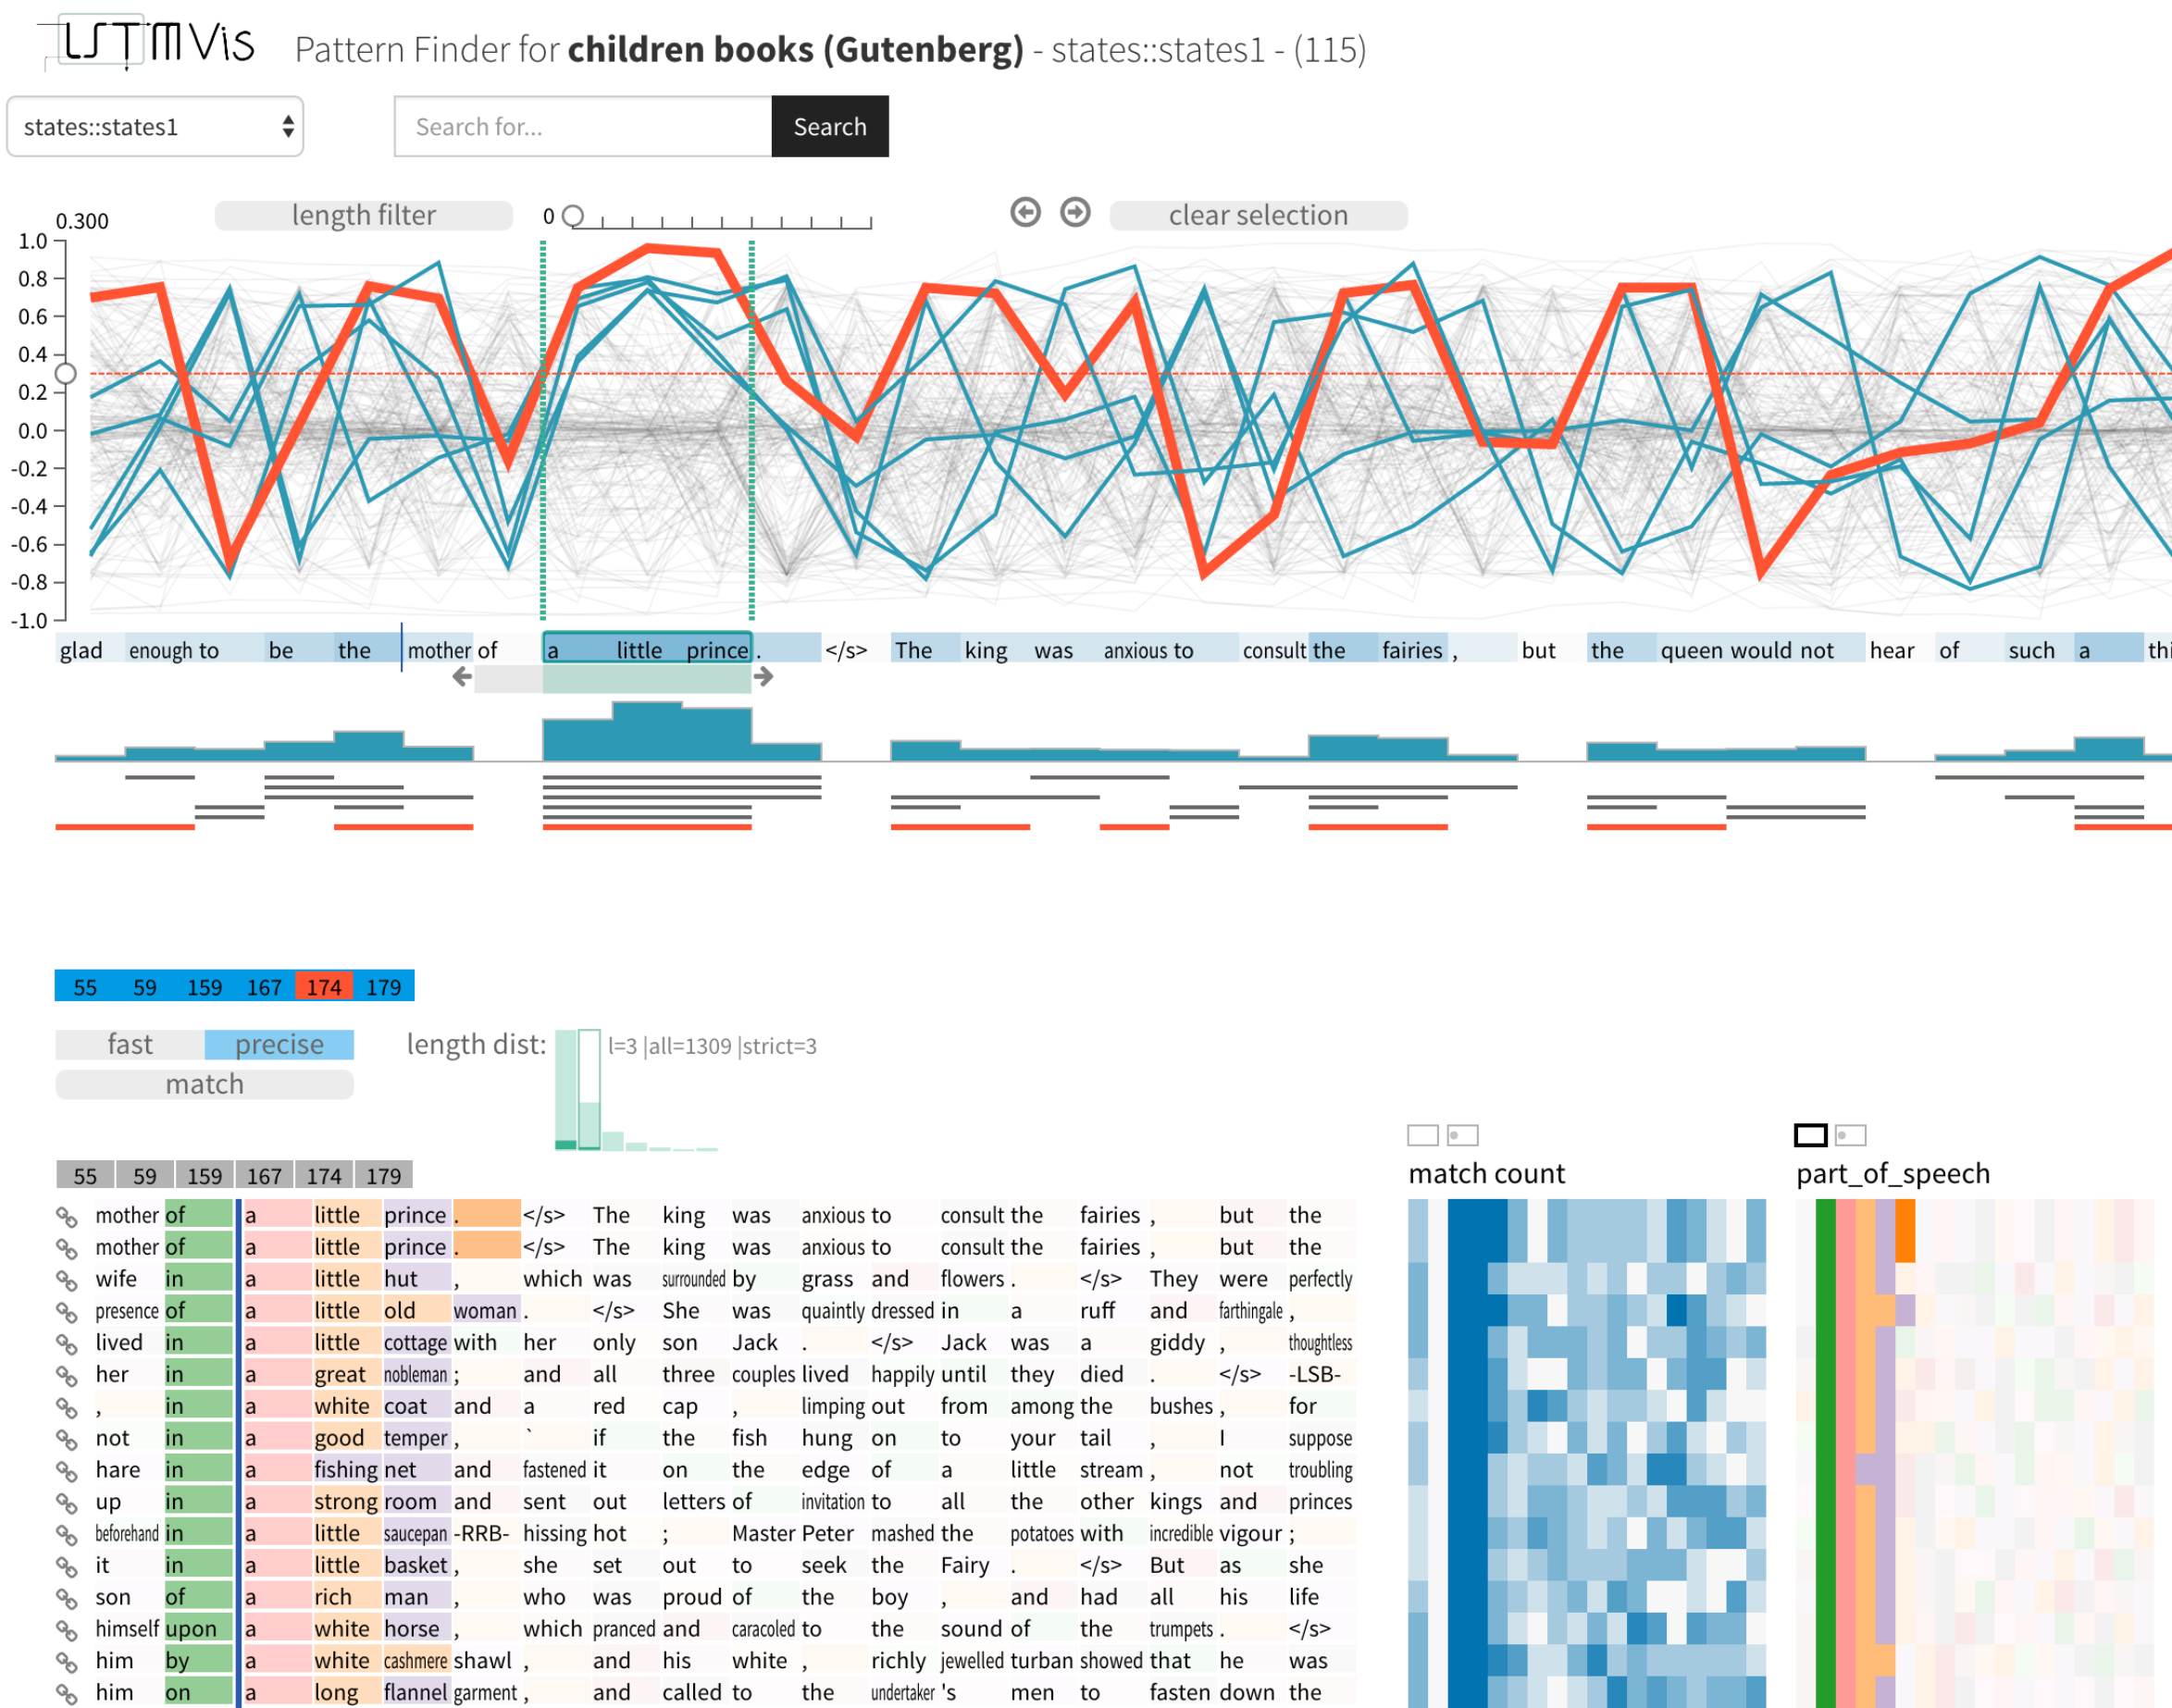 LSTMVis Pattern Finder for children books (Gutenberg) - states::states1 - (115)
states::states1 Search for... Search
0.300 length filter 0 clear selection
1.0
0.8
0.6
0.4
0.2
0.0
-0.2
-0.4
-0.6
-0.8
-1.0
glad enough to be the mother of a little prince . </s> The king was anxious to consult the fairies , but the queen would not hear of such a thi
55 59 159 167 174 179
fast precise length dist: l=3 |all=1309 |strict=3
match
match count part_of_speech
55 59 159 167 174 179
mother of a little prince . </s> The king was anxious to consult the fairies , but the
mother of a little prince . </s> The king was anxious to consult the fairies , but the
wife in a little hut , which was surrounded by grass and flowers . </s> They were perfectly
presence of a little old woman . </s> She was quaintly dressed in a ruff and farthingale ,
lived in a little cottage with her only son Jack . </s> Jack was a giddy , thoughtless
her in a great nobleman ; and all three couples lived happily until they died . </s> -LSB-
, in a white coat and a red cap , limping out from among the bushes , for
not in a good temper , ` if the fish hung on to your tail , I suppose
hare in a fishing net and fastened it on the edge of a little stream , not troubling
up in a strong room and sent out letters of invitation to all the other kings and princes
beforehand in a little saucepan -RRB- hissing hot ; Master Peter mashed the potatoes with incredible vigour ;
it in a little basket , she set out to seek the Fairy . </s> But as she
son of a rich man , who was proud of the boy , and had all his life
himself upon a white horse , which pranced and caracoled to the sound of the trumpets . </s>
him by a white cashmere shawl , and his white , richly jewelled turban showed that he was
him on a long flannel garment , and called to the undertaker 's men to fasten down the